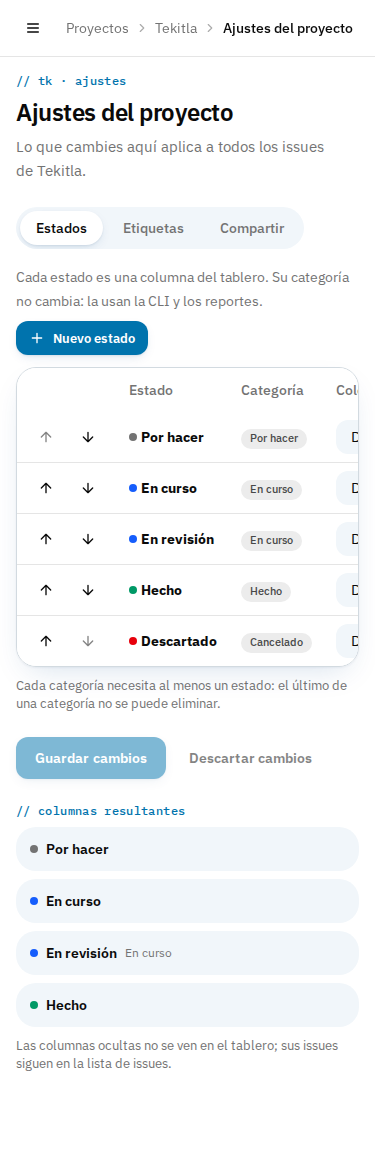 Proyectos > Tekitla > Ajustes del proyecto
// tk · ajustes
Ajustes del proyecto
Lo que cambies aquí aplica a todos los issues
de Tekitla.
Estados Etiquetas Compartir
Cada estado es una columna del tablero. Su categoría
no cambia: la usan la CLI y los reportes.
+ Nuevo estado
Estado Categoría
Por hacer Por hacer
En curso En curso
En revisión En curso
Hecho Hecho
Descartado Cancelado
Cada categoría necesita al menos un estado: el último de
una categoría no se puede eliminar.
Guardar cambios Descartar cambios
// columnas resultantes
Por hacer
En curso
En revisión En curso
Hecho
Las columnas ocultas no se ven en el tablero; sus issues
siguen en la lista de issues.